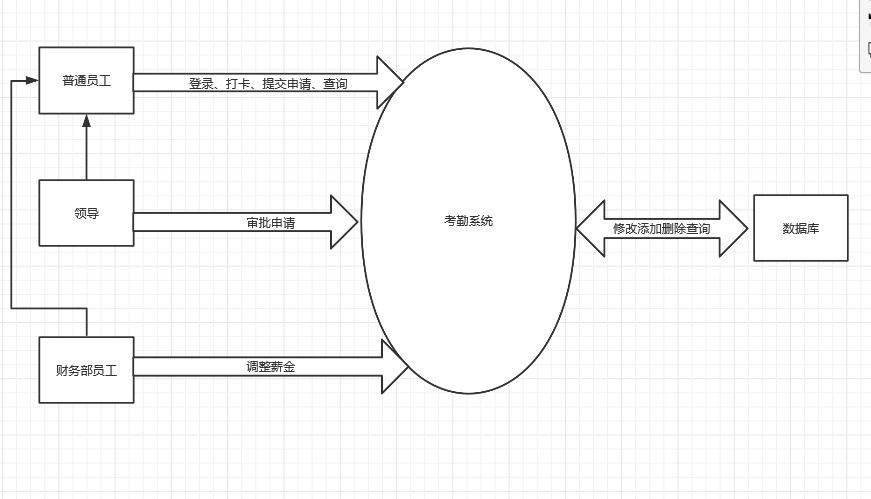 普通员工
登录、打卡、提交申请、查询
领导
审批申请
考勤系统
修改添加删除查询
数据库
财务部员工
调整薪金